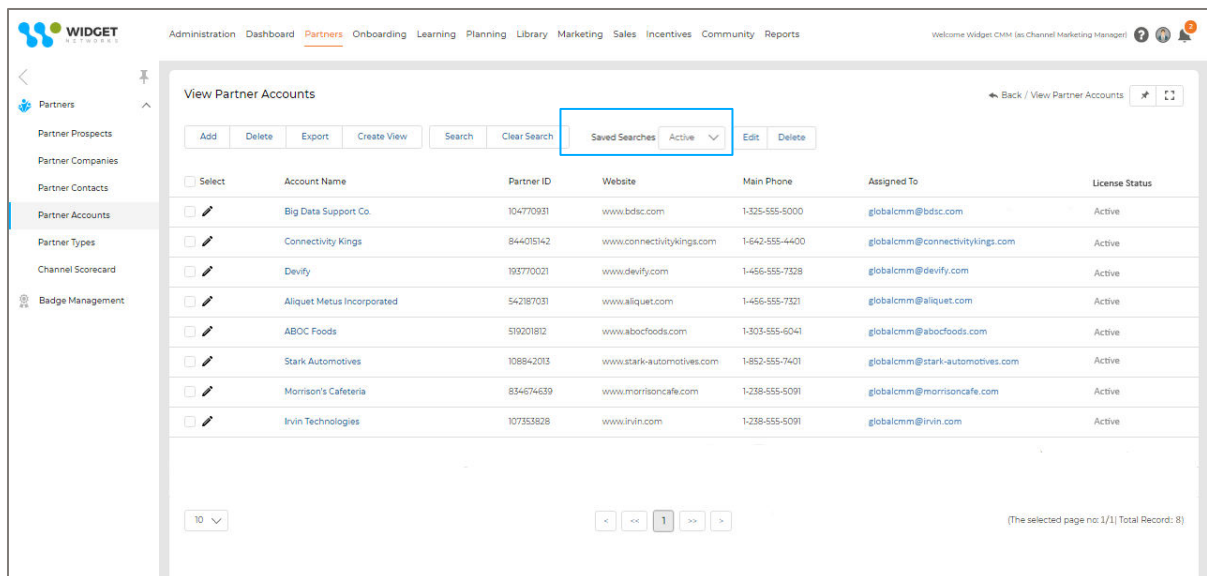 WIDGET
NETWORKS
Administration Dashboard Partners Onboarding Learning Planning Library Marketing Sales Incentives Community Reports
Welcome Widget CMM (as Channel Marketing Manager)
2
Partners
Partner Prospects
Partner Companies
Partner Contacts
Partner Accounts
Partner Types
Channel Scorecard
Badge Management
View Partner Accounts
Back / View Partner Accounts
Add Delete Export Create View Search Clear Search Saved Searches Active Edit Delete
Select Account Name Partner ID Website Main Phone Assigned To License Status
Big Data Support Co. 104770931 www.bdsc.com 1-325-555-5000 globalcmm@bdsc.com Active
Connectivity Kings 844015142 www.connectivitykings.com 1-642-555-4400 globalcmm@connectivitykings.com Active
Devify 193770021 www.devify.com 1-456-555-7328 globalcmm@devify.com Active
Aliquet Metus Incorporated 542187031 www.aliquet.com 1-456-555-7321 globalcmm@aliquet.com Active
ABOC Foods 519201812 www.abocfoods.com 1-303-555-6041 globalcmm@abocfoods.com Active
Stark Automotives 108842013 www.stark-automotives.com 1-852-555-7401 globalcmm@stark-automotives.com Active
Morrison's Cafeteria 834674639 www.morrisoncafe.com 1-238-555-5091 globalcmm@morrisoncafe.com Active
Irvin Technologies 107353828 www.irvin.com 1-238-555-5091 globalcmm@irvin.com Active
10
< << 1 >> >
(The selected page no: 1/1| Total Record:: 8)